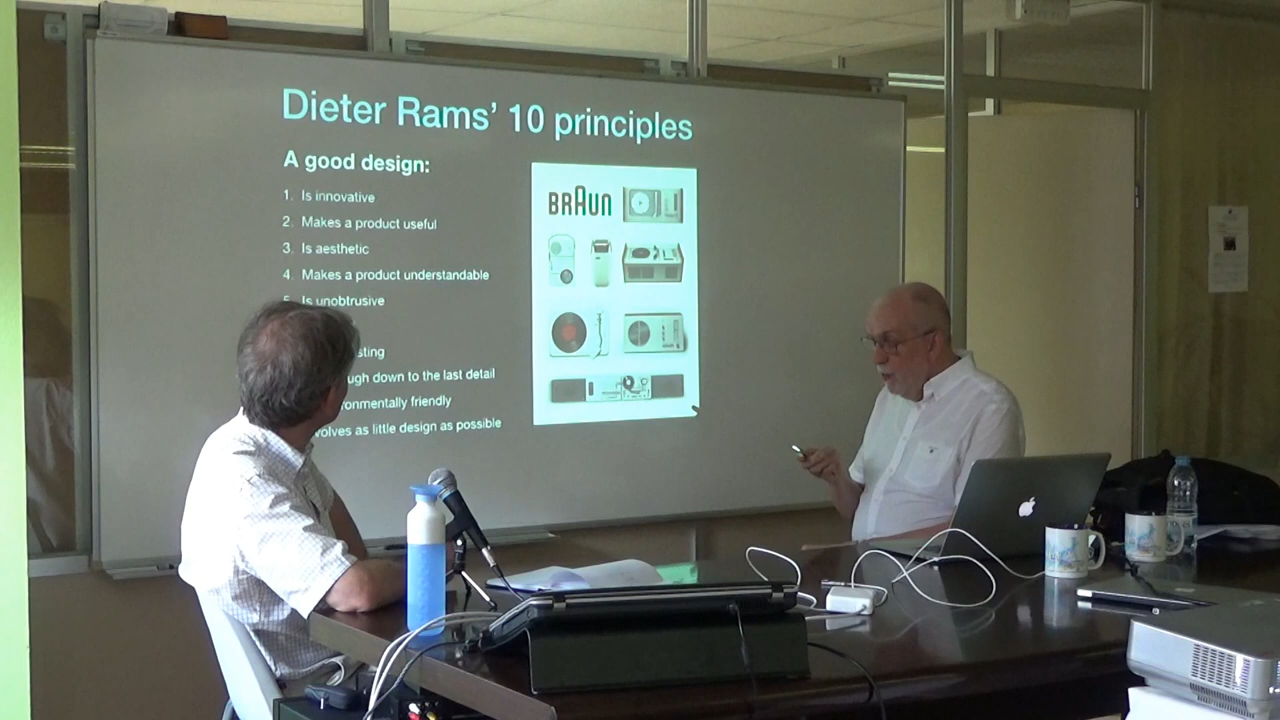 Dieter Rams' 10 principles
A good design:
1. Is innovative
2. Makes a product useful
3. Is aesthetic
4. Makes a product understandable
5. Is unobtrusive
sting
ugh down to the last detail
ronmentally friendly
volves as little design as possible
BRAUN